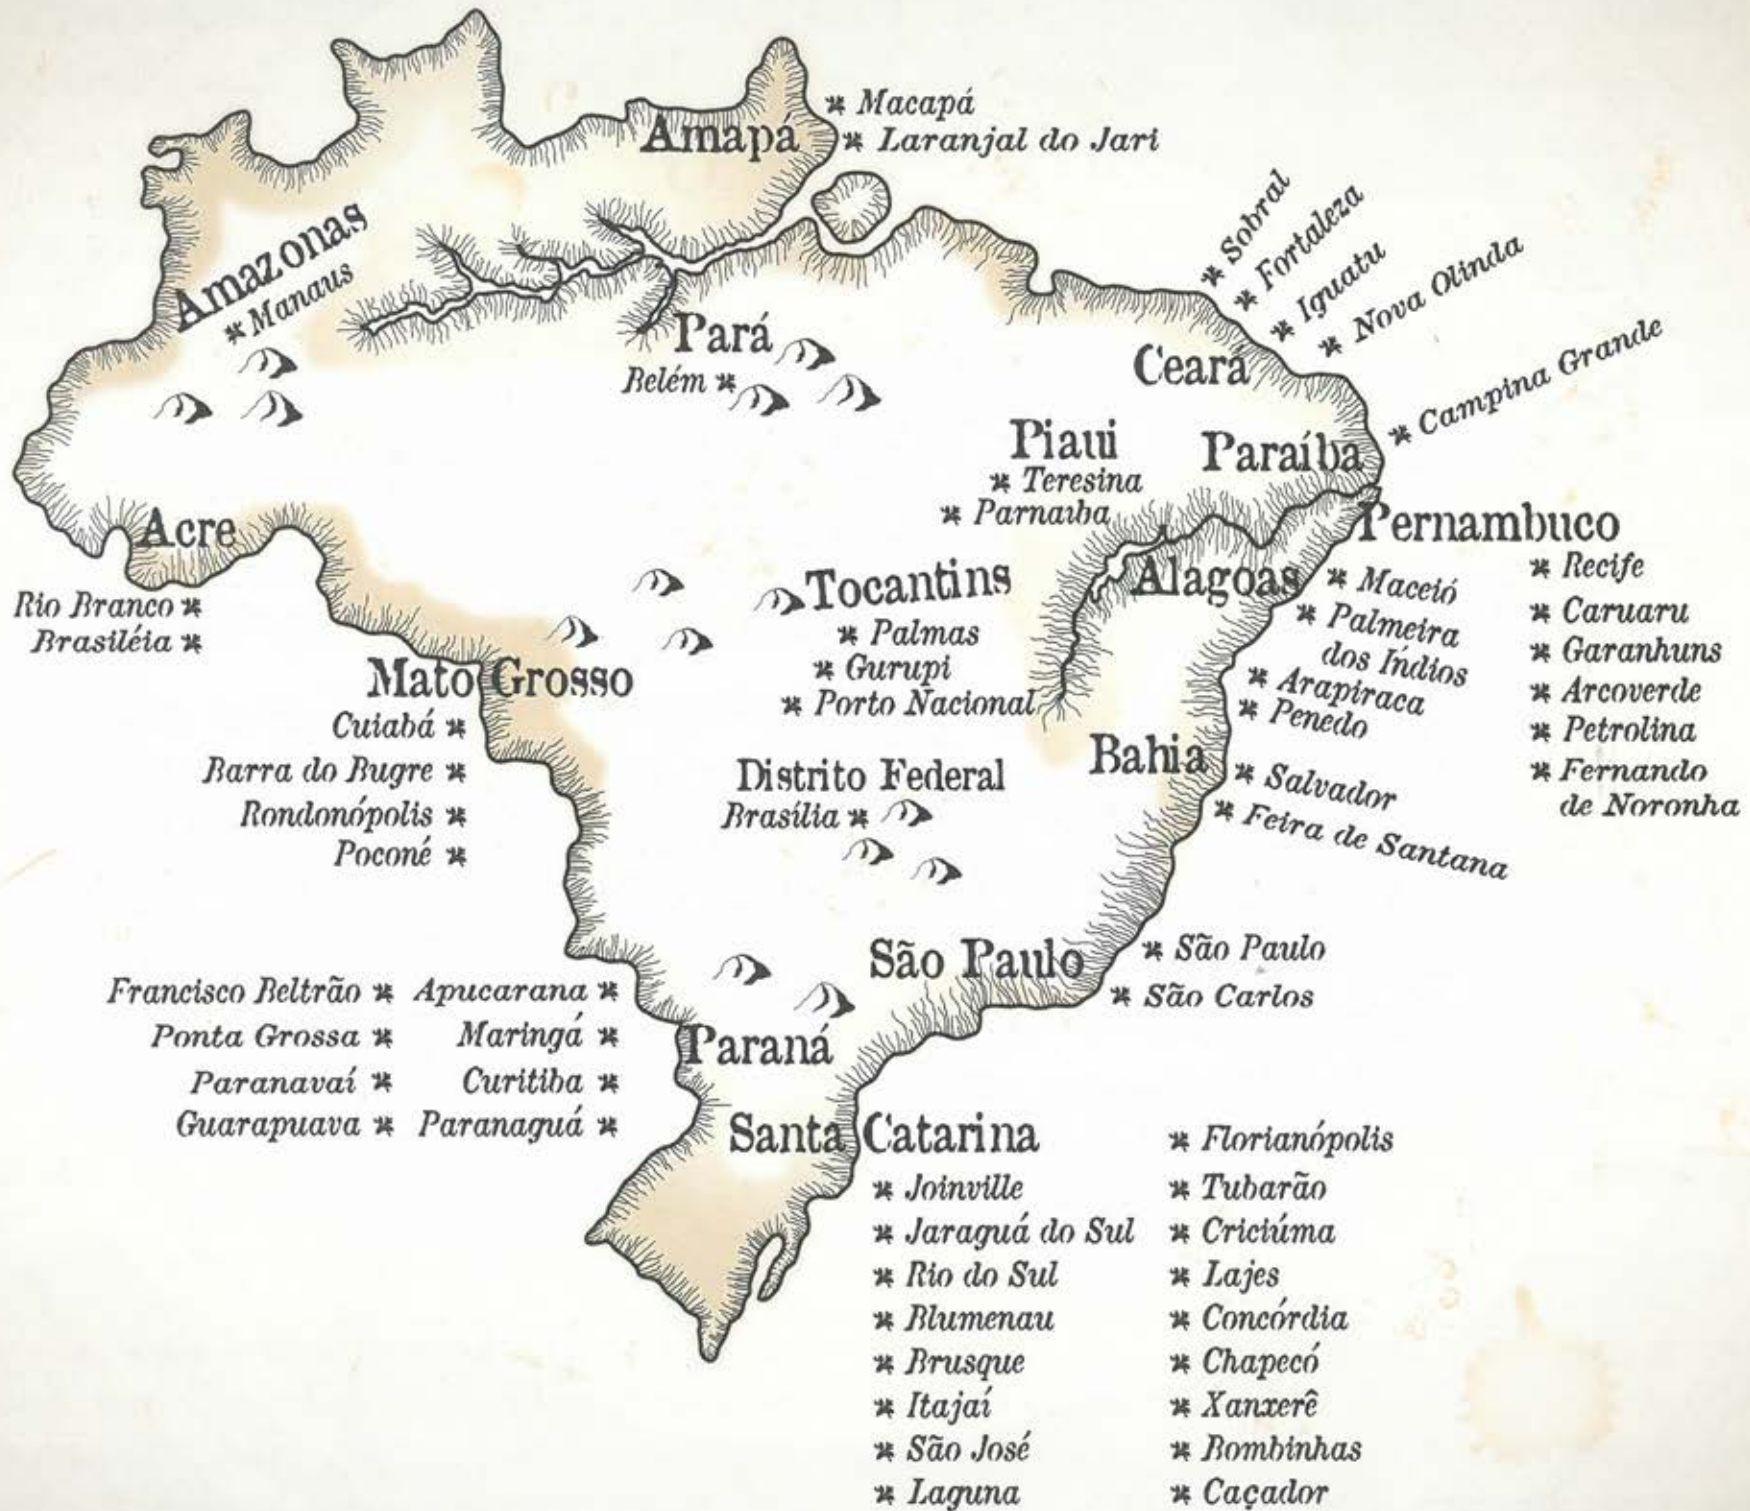 Amapá
Macapá
Laranjal do Jari
Amazonas
Manaus
Pará
Belém
Sobral
Fortaleza
Iguatu
Nova Olinda
Ceará
Campina Grande
Paraíba
Piaui
Teresina
Parnaiba
Acre
Rio Branco
Brasiléia
Pernambuco
Recife
Caruaru
Garanhuns
Arcoverde
Petrolina
Fernando
de Noronha
Alagoas
Maceió
Palmeira
dos Índios
Arapiraca
Penedo
Tocantins
Palmas
Gurupi
Porto Nacional
Mato Grosso
Cuiabá
Barra do Bugre
Rondonópolis
Poconé
Distrito Federal
Brasília
Bahia
Salvador
Feira de Santana
São Paulo
São Paulo
São Carlos
Francisco Beltrão
Ponta Grossa
Paranavaí
Guarapuava
Apucarana
Maringá
Curitiba
Paranaguá
Paraná
Santa Catarina
Joinville
Jaraguá do Sul
Rio do Sul
Blumenau
Brusque
Itajaí
São José
Laguna
Florianópolis
Tubarão
Criciúma
Lajes
Concórdia
Chapecó
Xanxerê
Bombinhas
Caçador